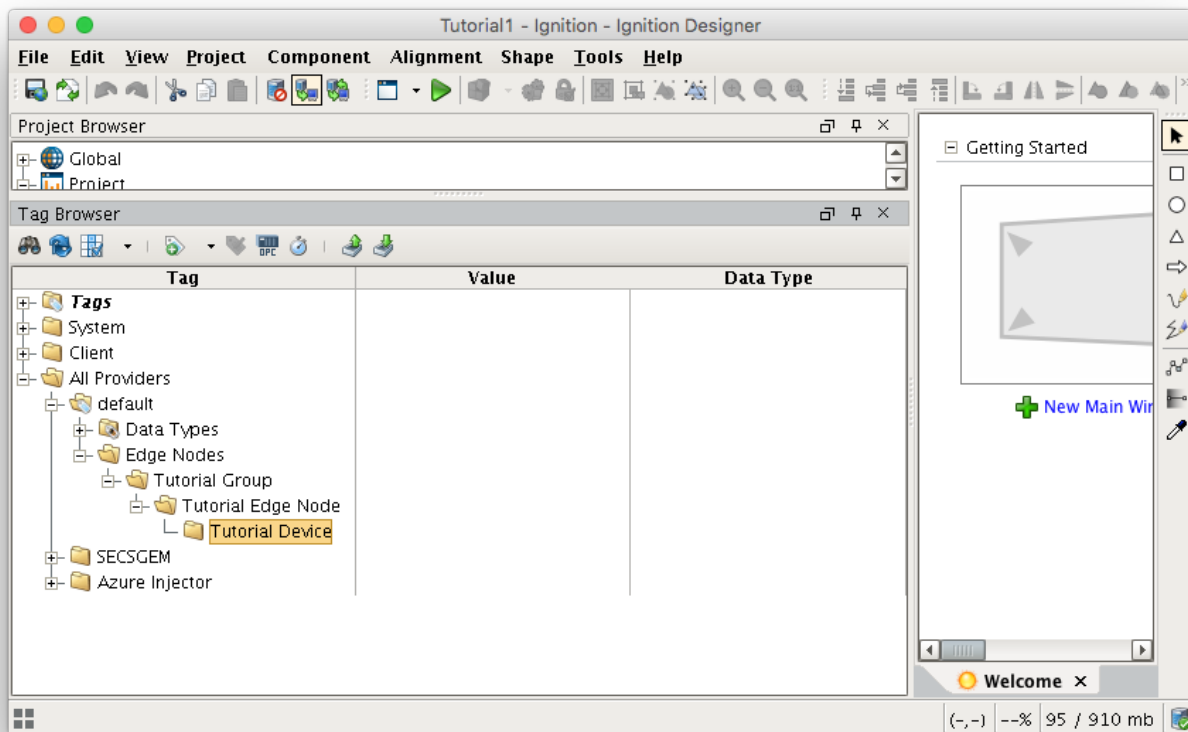 Tutorial1 - Ignition - Ignition Designer
File Edit View Project Component Alignment Shape Tools Help
Project Browser
Global
Project
Tag Browser
OPC
Tag Value Data Type
Tags
System
Client
All Providers
default
Data Types
Edge Nodes
Tutorial Group
Tutorial Edge Node
Tutorial Device
SECSGEM
Azure Injector
Getting Started
New Main Wir
Welcome
(-,-) --% 95 / 910 mb